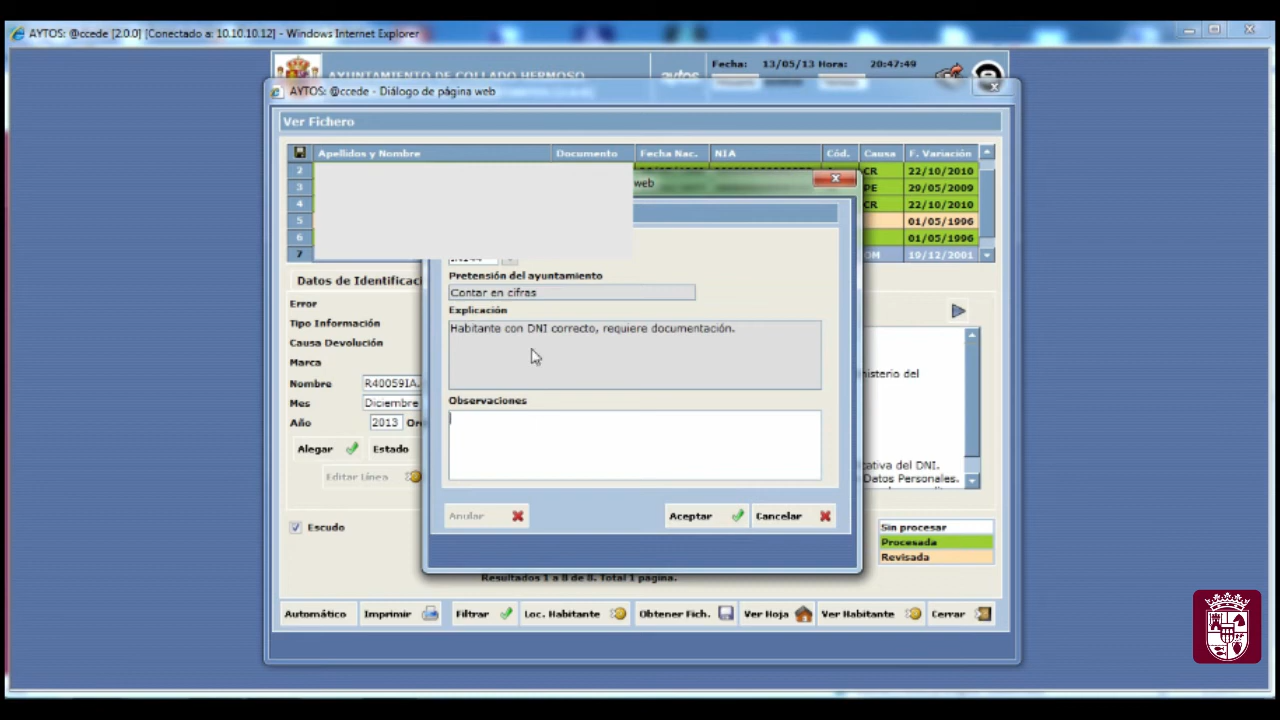 AYTOS: @ccede [2.0.0] [Conectado a: 10.10.10.12] - Windows Internet Explorer
AYUNTAMIENTO DE COLLADO HERMOSO
aytos
Fecha: 13/05/13 Hora: 20:47:49
AYTOS: @ccede - Diálogo de página web
Ver Fichero
Apellidos y Nombre Documento Fecha Nac. NIA Cód. Causa F. Variación
2 CR 22/10/2010
3 PE 29/05/2009
4 CR 22/10/2010
5 01/05/1996
6 01/05/1996
7 OM 19/12/2001
web
Pretensión del ayuntamiento
Contar en cifras
Explicación
Habitante con DNI correcto, requiere documentación.
Observaciones
Anular Aceptar Cancelar
Datos de Identificaci
Error
Tipo Información
Causa Devolución
Marca
Nombre R40059IA.
Mes Diciembre
Año 2013 Or
Alegar Estado
Editar Línea
Escudo
nisterio del
tativa del DNI.
Datos Personales.
Sin procesar
Procesada
Revisada
Resultados 1 a 8 de 8. Total 1 pagina.
Automático Imprimir Filtrar Loc. Habitante Obtener Fich. Ver Hoja Ver Habitante Cerrar